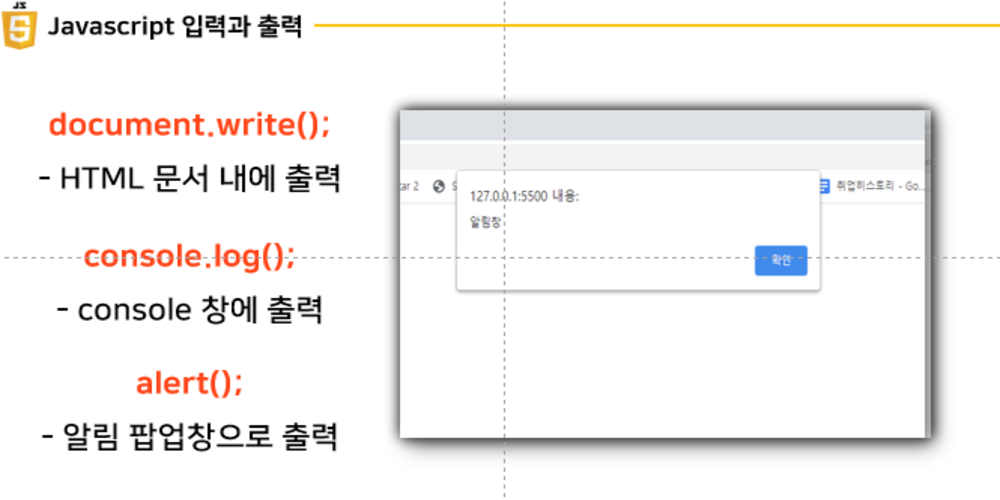 JS
Javascript 입력과 출력
document.write();
- HTML 문서 내에 출력
console.log();
- console 창에 출력
alert();
- 알림 팝업창으로 출력
tar 2
S
취업히스토리 - Go...
127.0.0.1:5500 내용:
알림창
확인